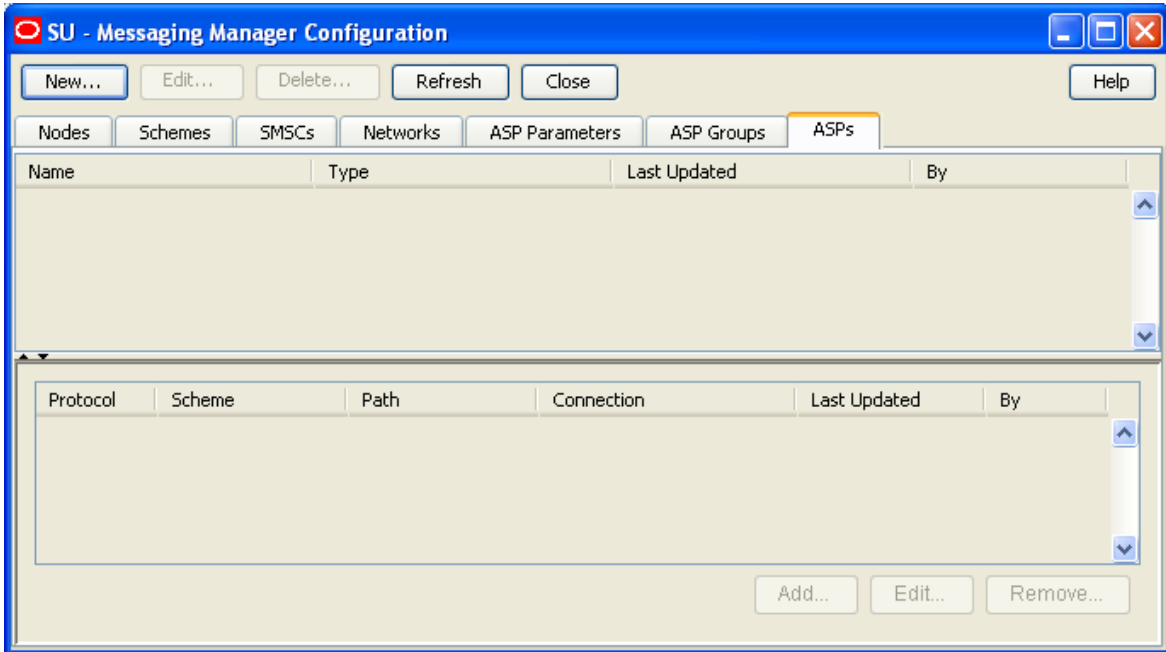 SU - Messaging Manager Configuration
New... Edit... Delete... Refresh Close Help
Nodes Schemes SMSCs Networks ASP Parameters ASP Groups ASPs
Name Type Last Updated By
Protocol Scheme Path Connection Last Updated By
Add... Edit... Remove...